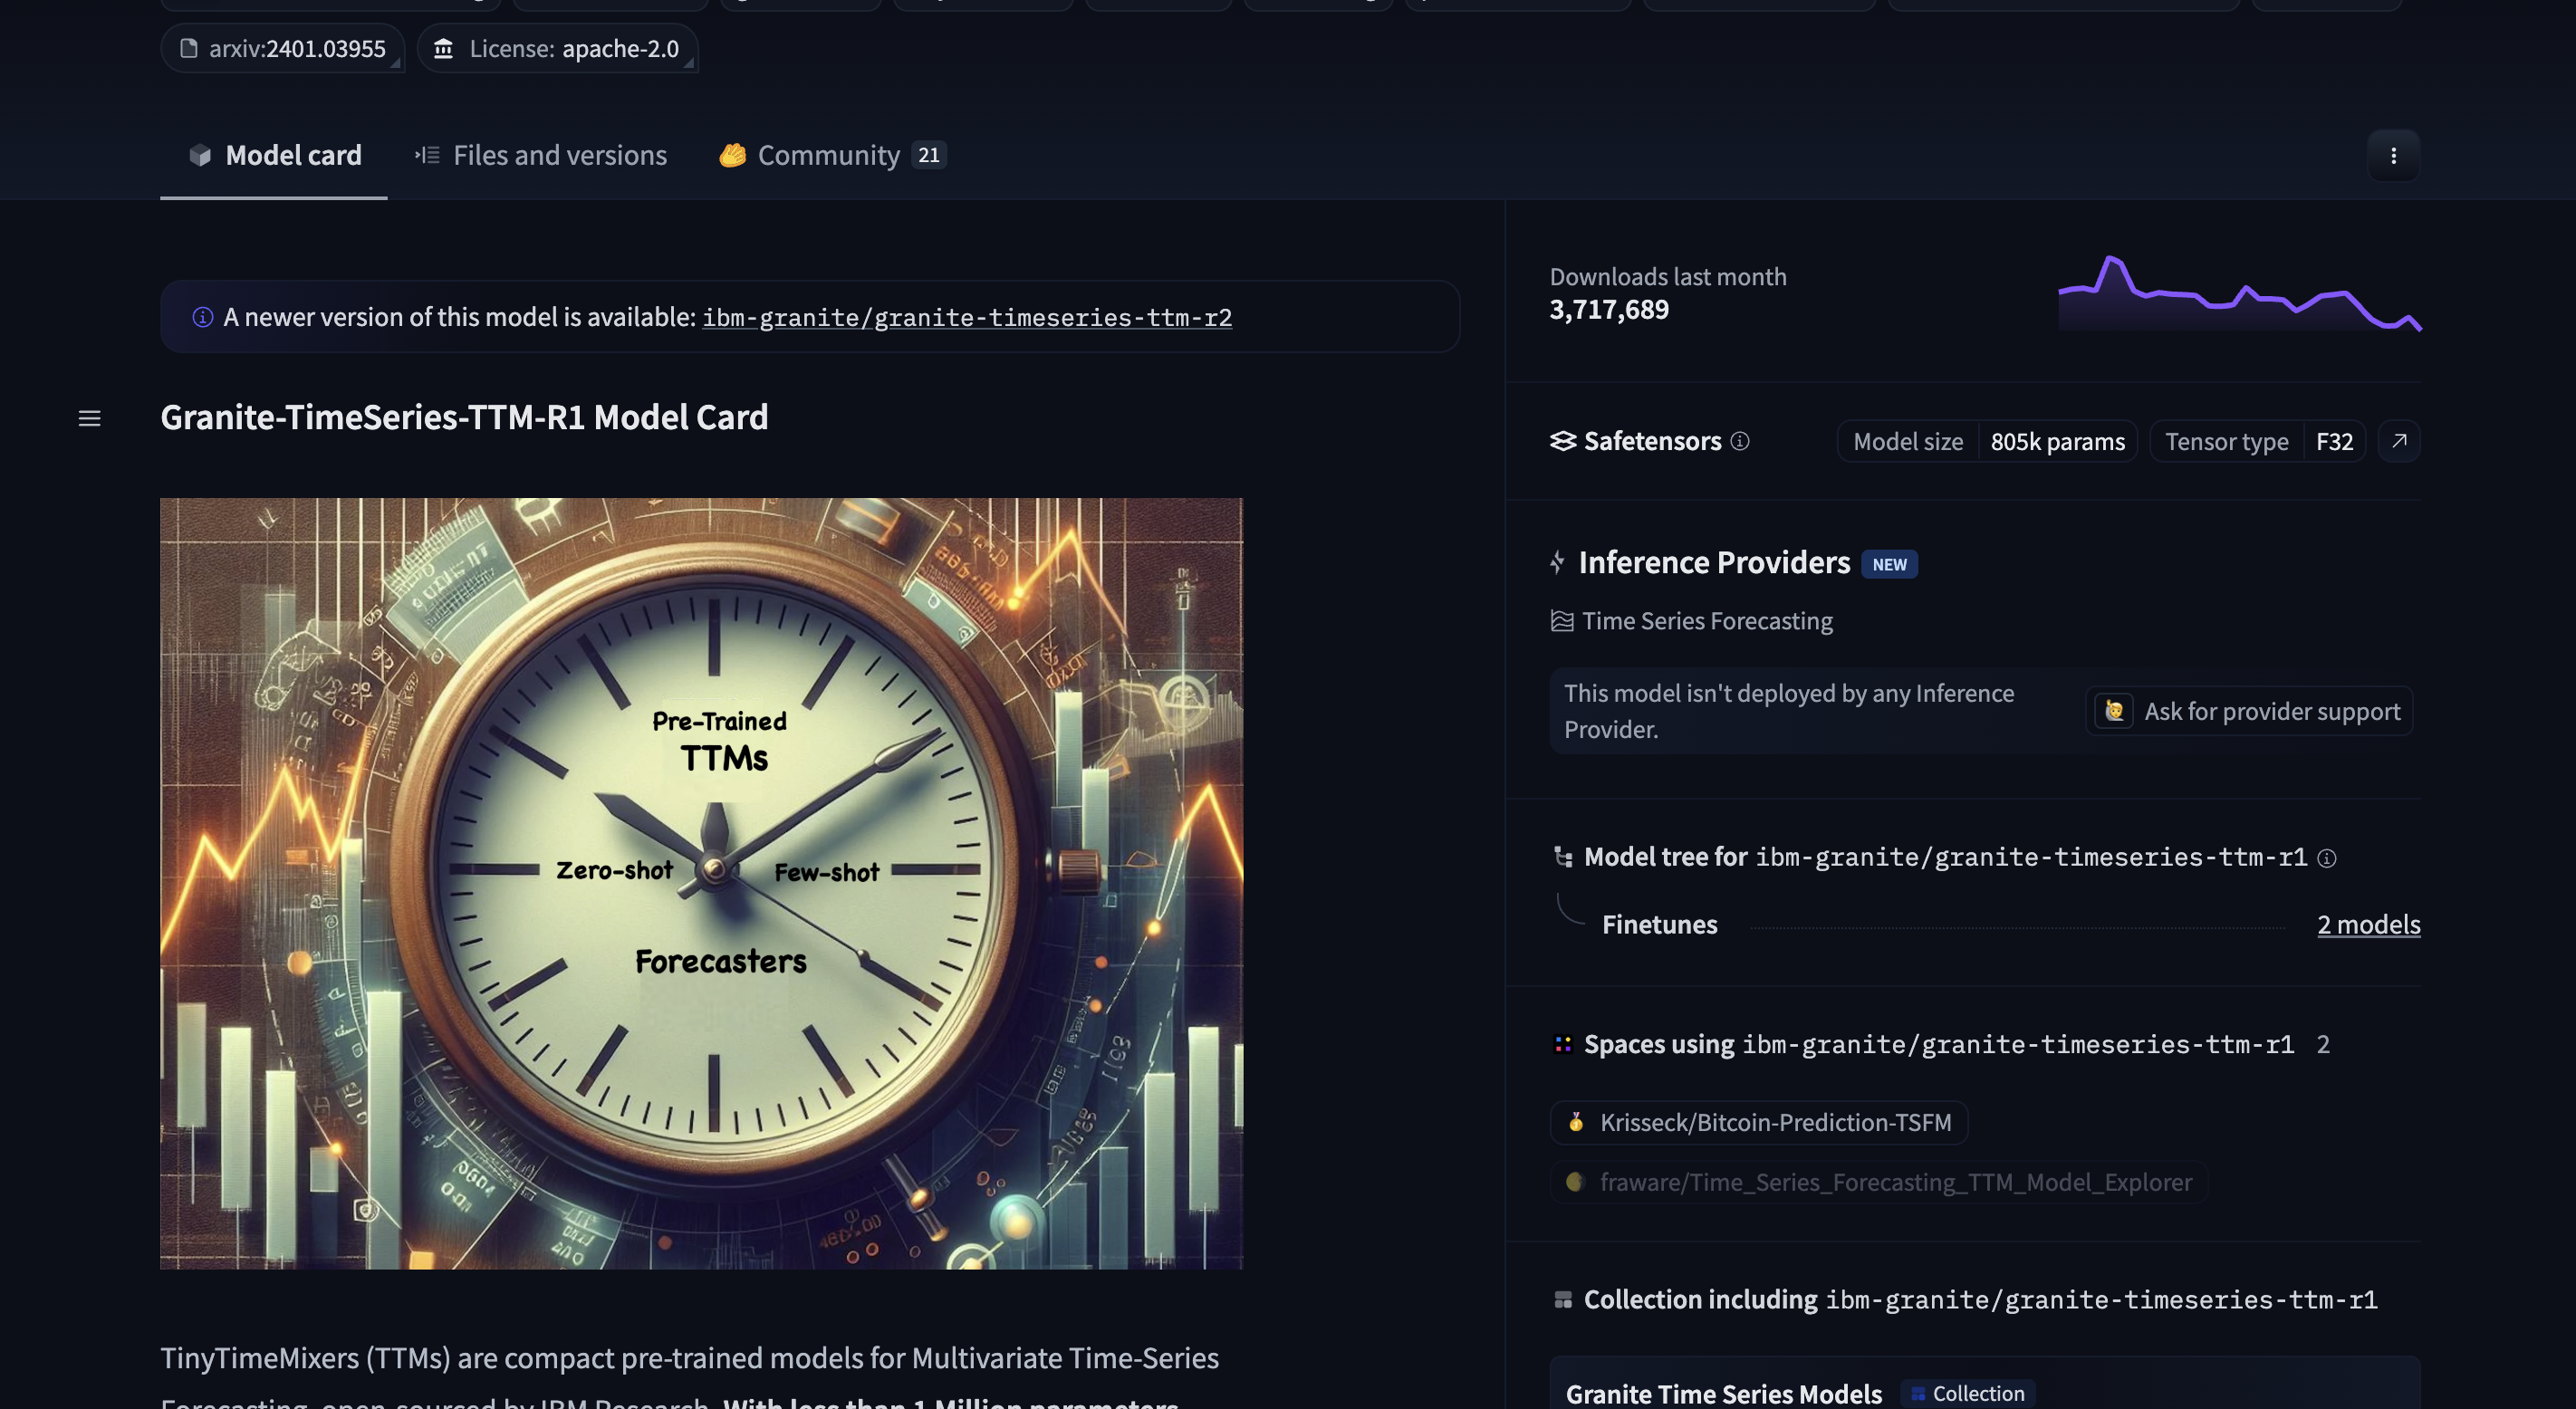 arxiv:2401.03955
License: apache-2.0
Model card
Files and versions
Community 21
A newer version of this model is available: ibm-granite/granite-timeseries-ttm-r2
Granite-TimeSeries-TTM-R1 Model Card
Pre-Trained
TTMs
Zero-shot
Few-shot
Forecasters
TinyTimeMixers (TTMs) are compact pre-trained models for Multivariate Time-Series
Forecasting, open-sourced by IBM Research. With less than 1 Million parameters
Downloads last month
3,717,689
Safetensors
Model size 805k params
Tensor type F32
Inference Providers NEW
Time Series Forecasting
This model isn't deployed by any Inference
Provider.
Ask for provider support
Model tree for ibm-granite/granite-timeseries-ttm-r1
Finetunes
2 models
Spaces using ibm-granite/granite-timeseries-ttm-r1 2
Krisseck/Bitcoin-Prediction-TSFM
fraware/Time_Series_Forecasting_TTM_Model_Explorer
Collection including ibm-granite/granite-timeseries-ttm-r1
Granite Time Series Models Collection